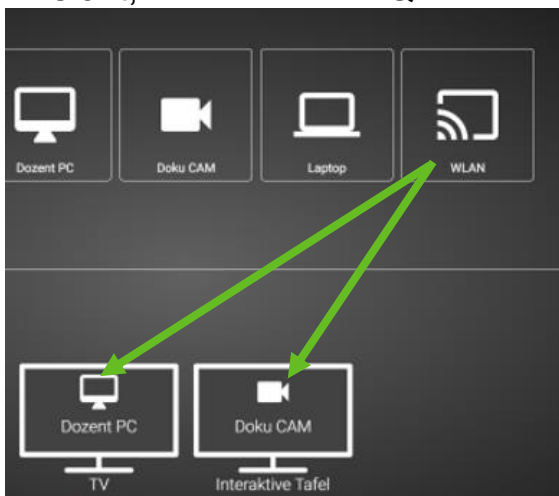 Dozent PC
Doku CAM
Laptop
WLAN
Dozent PC
Doku CAM
TV
Interaktive Tafel